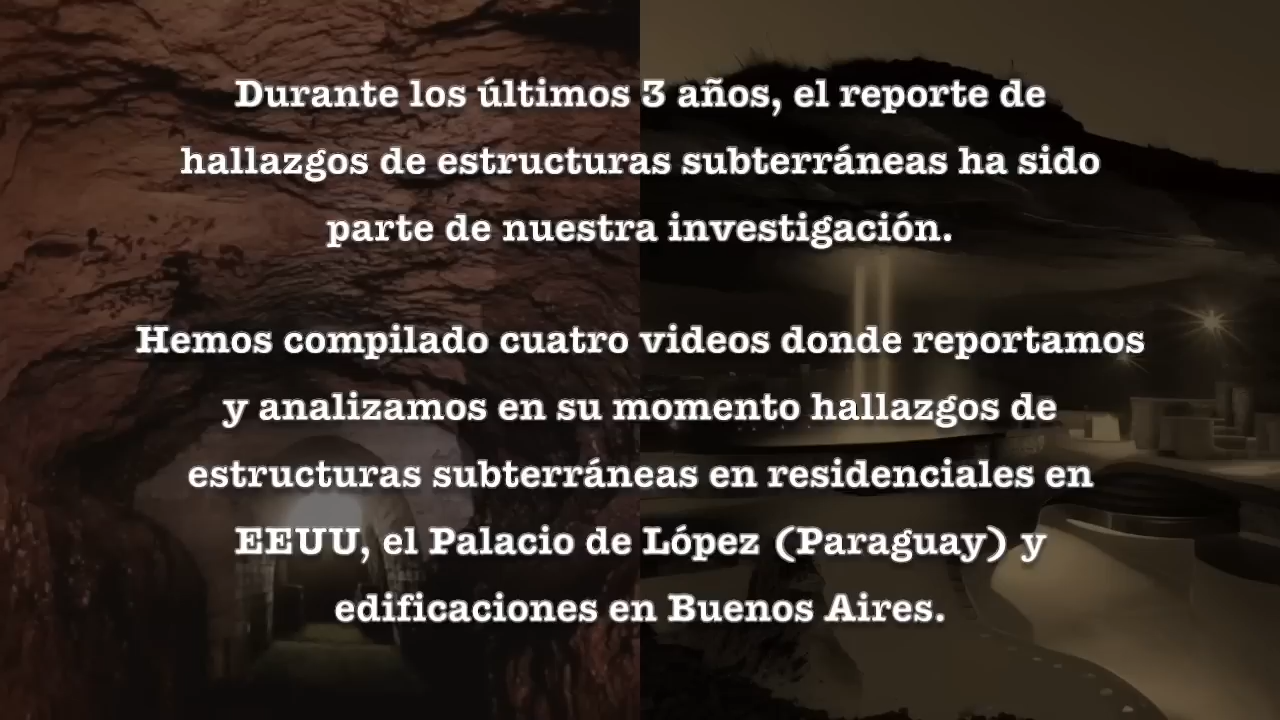 Durante los últimos 3 años, el reporte de
hallazgos de estructuras subterráneas ha sido
parte de nuestra investigación.
Hemos compilado cuatro videos donde reportamos
y analizamos en su momento hallazgos de
estructuras subterráneas en residenciales en
EEUU, el Palacio de López (Paraguay) y
edificaciones en Buenos Aires.